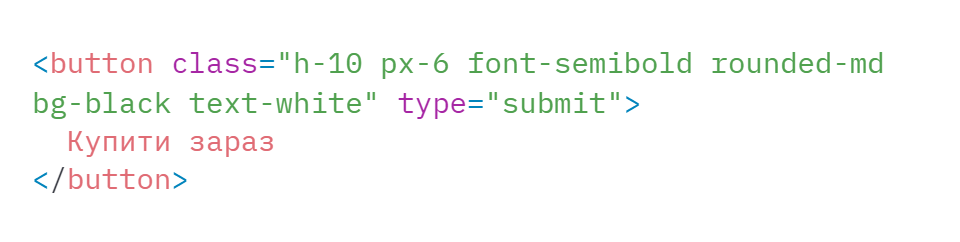 <button class="h-10 px-6 font-semibold rounded-md
bg-black text-white" type="submit">
  Купити зараз
</button>